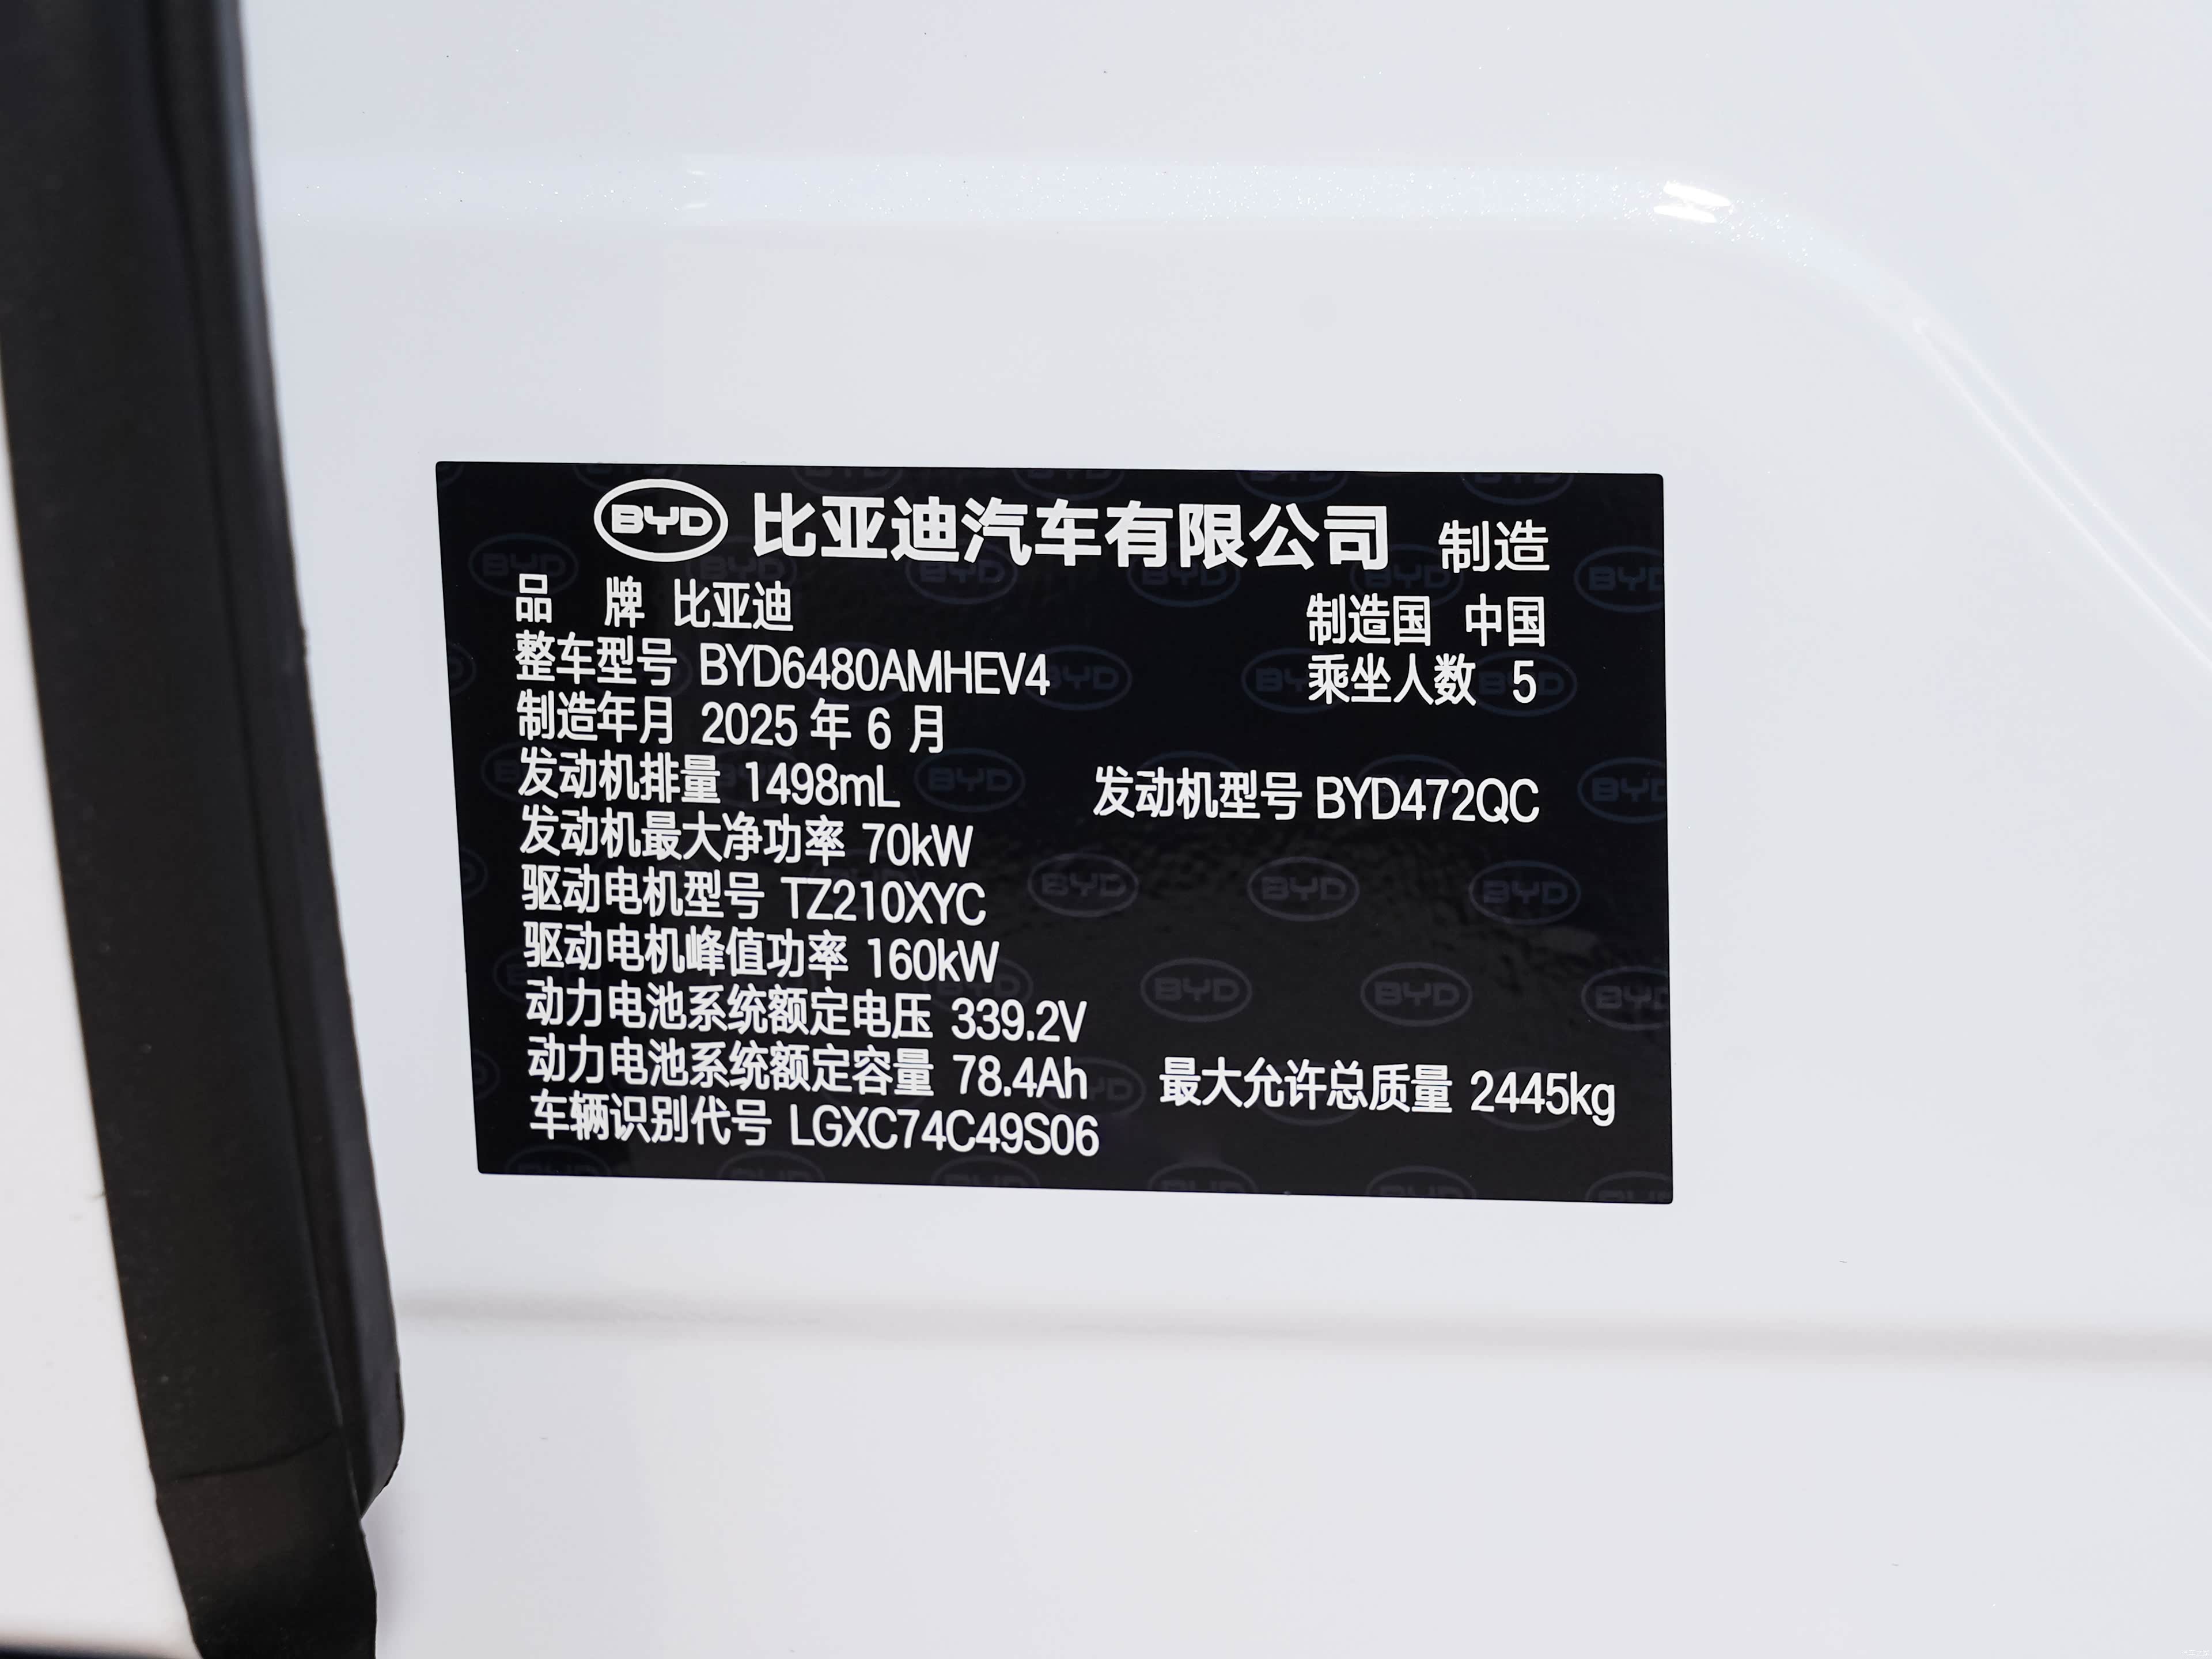 BYD 比亚迪汽车有限公司 制造
品 牌 比亚迪 制造国 中国
整车型号 BYD6480AMHEV4 乘坐人数 5
制造年月 2025 年 6 月
发动机排量 1498mL 发动机型号 BYD472QC
发动机最大净功率 70kW
驱动电机型号 TZ210XYC
驱动电机峰值功率 160kW
动力电池系统额定电压 339.2V
动力电池系统额定容量 78.4Ah 最大允许总质量 2445kg
车辆识别代号 LGXC74C49S06